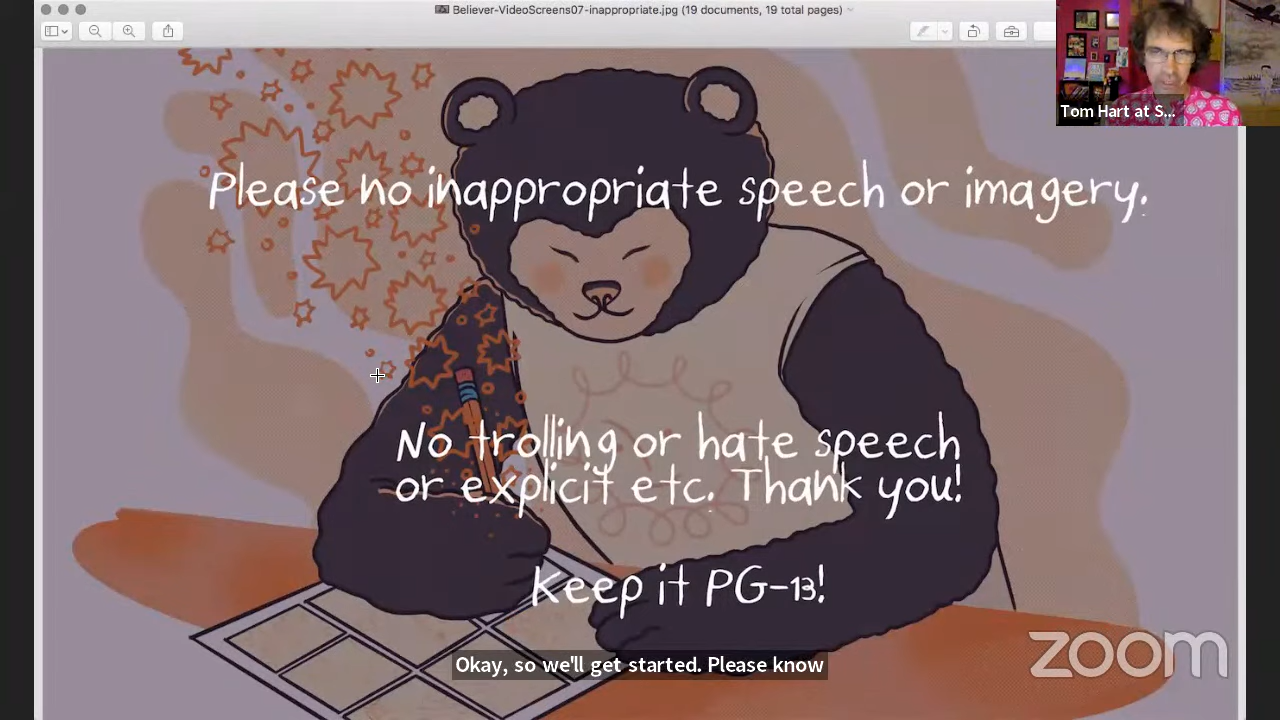 Believer-VideoScreens07-inappropriate.jpg (19 documents, 19 total pages)
Tom Hart at S...
Please no inappropriate speech or imagery.
No trolling or hate speech
or explicit etc. Thank you!
Keep it PG-13!
zoom
Okay, so we'll get started. Please know